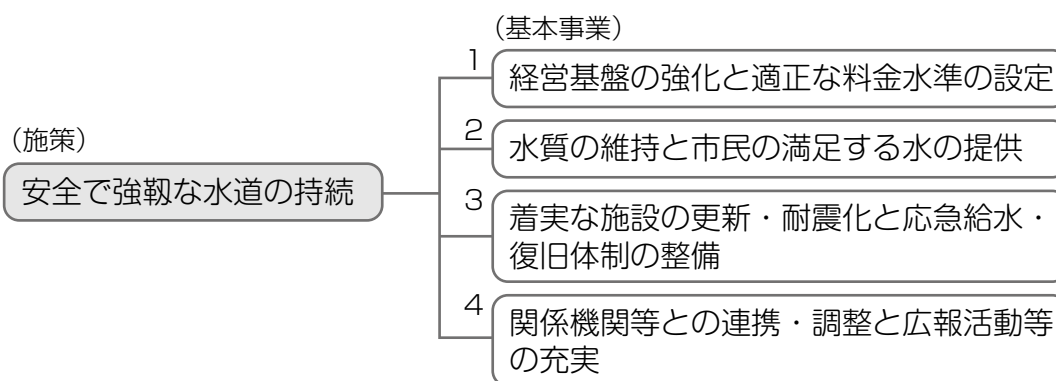 (施策)
安全で強靱な水道の持続
(基本事業)
1
経営基盤の強化と適正な料金水準の設定
2
水質の維持と市民の満足する水の提供
3
着実な施設の更新・耐震化と応急給水・
復旧体制の整備
4
関係機関等との連携・調整と広報活動等
の充実